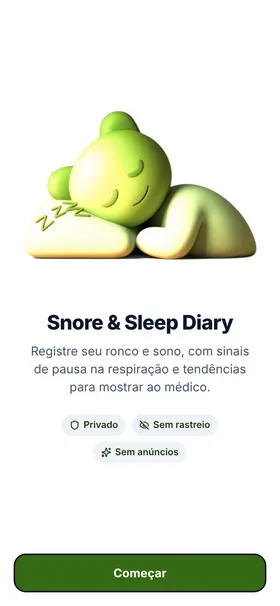 ZZZZ
Snore & Sleep Diary
Registre seu ronco e sono, com sinais
de pausa na respiração e tendências
para mostrar ao médico.
Privado
Sem rastreio
Sem anúncios
Começar